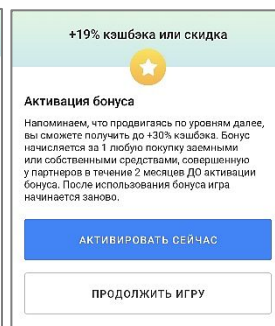 +19% кэшбэка или скидка
Активация бонуса
Напоминаем, что продвигаясь по уровням далее,
вы сможете получить до +30% кэшбэка. Бонус
начисляется за 1 любую покупку заемными
или собственными средствами, совершенную
у партнеров в течение 2 месяцев ДО активации
бонуса. После использования бонуса игра
начинается заново.
АКТИВИРОВАТЬ СЕЙЧАС
ПРОДОЛЖИТЬ ИГРУ